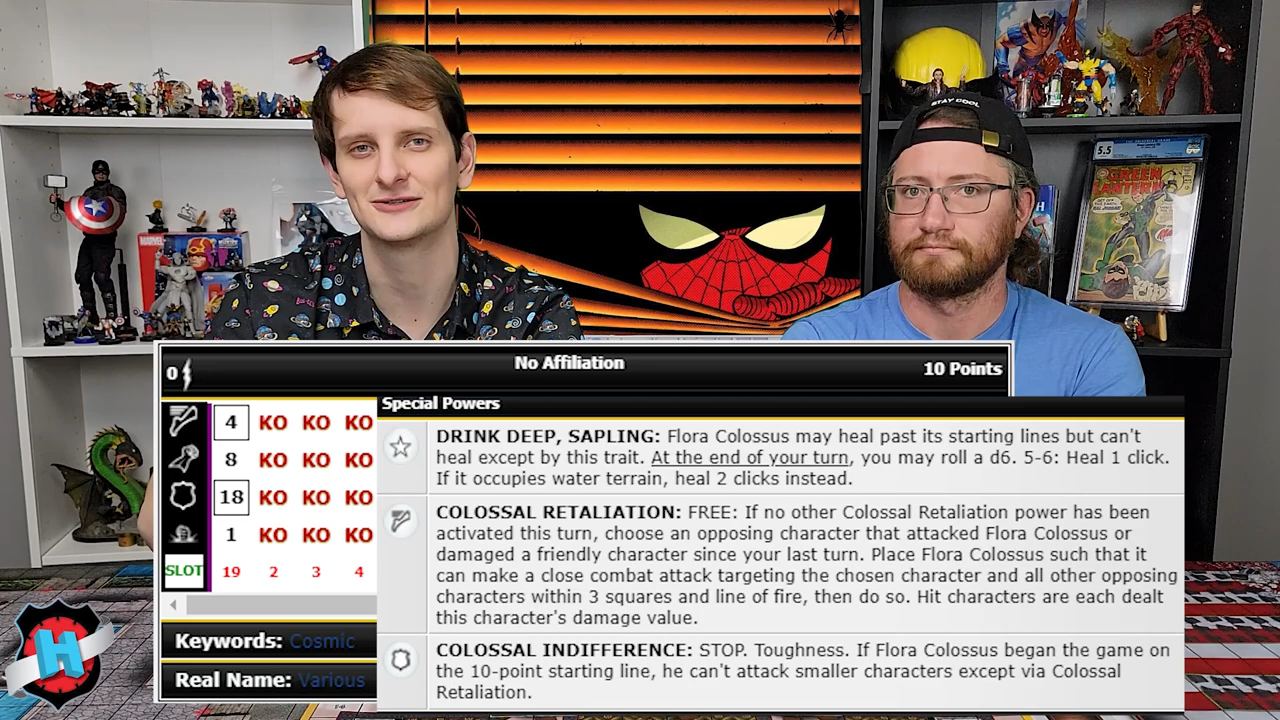 STAY COOL
5.5
GREEN
LANTERN
MARVEL
0
No Affiliation
10 Points
Special Powers
4 KO KO KO
8 KO KO KO
18 KO KO KO
1 KO KO KO
SLOT 19 2 3 4
DRINK DEEP, SAPLING: Flora Colossus may heal past its starting lines but can't
heal except by this trait. At the end of your turn, you may roll a d6. 5-6: Heal 1 click.
If it occupies water terrain, heal 2 clicks instead.
COLOSSAL RETALIATION: FREE: If no other Colossal Retaliation power has been
activated this turn, choose an opposing character that attacked Flora Colossus or
damaged a friendly character since your last turn. Place Flora Colossus such that it
can make a close combat attack targeting the chosen character and all other opposing
characters within 3 squares and line of fire, then do so. Hit characters are each dealt
this character's damage value.
COLOSSAL INDIFFERENCE: STOP. Toughness. If Flora Colossus began the game on
the 10-point starting line, he can't attack smaller characters except via Colossal
Retaliation.
Keywords: Cosmic
Real Name: Various
H